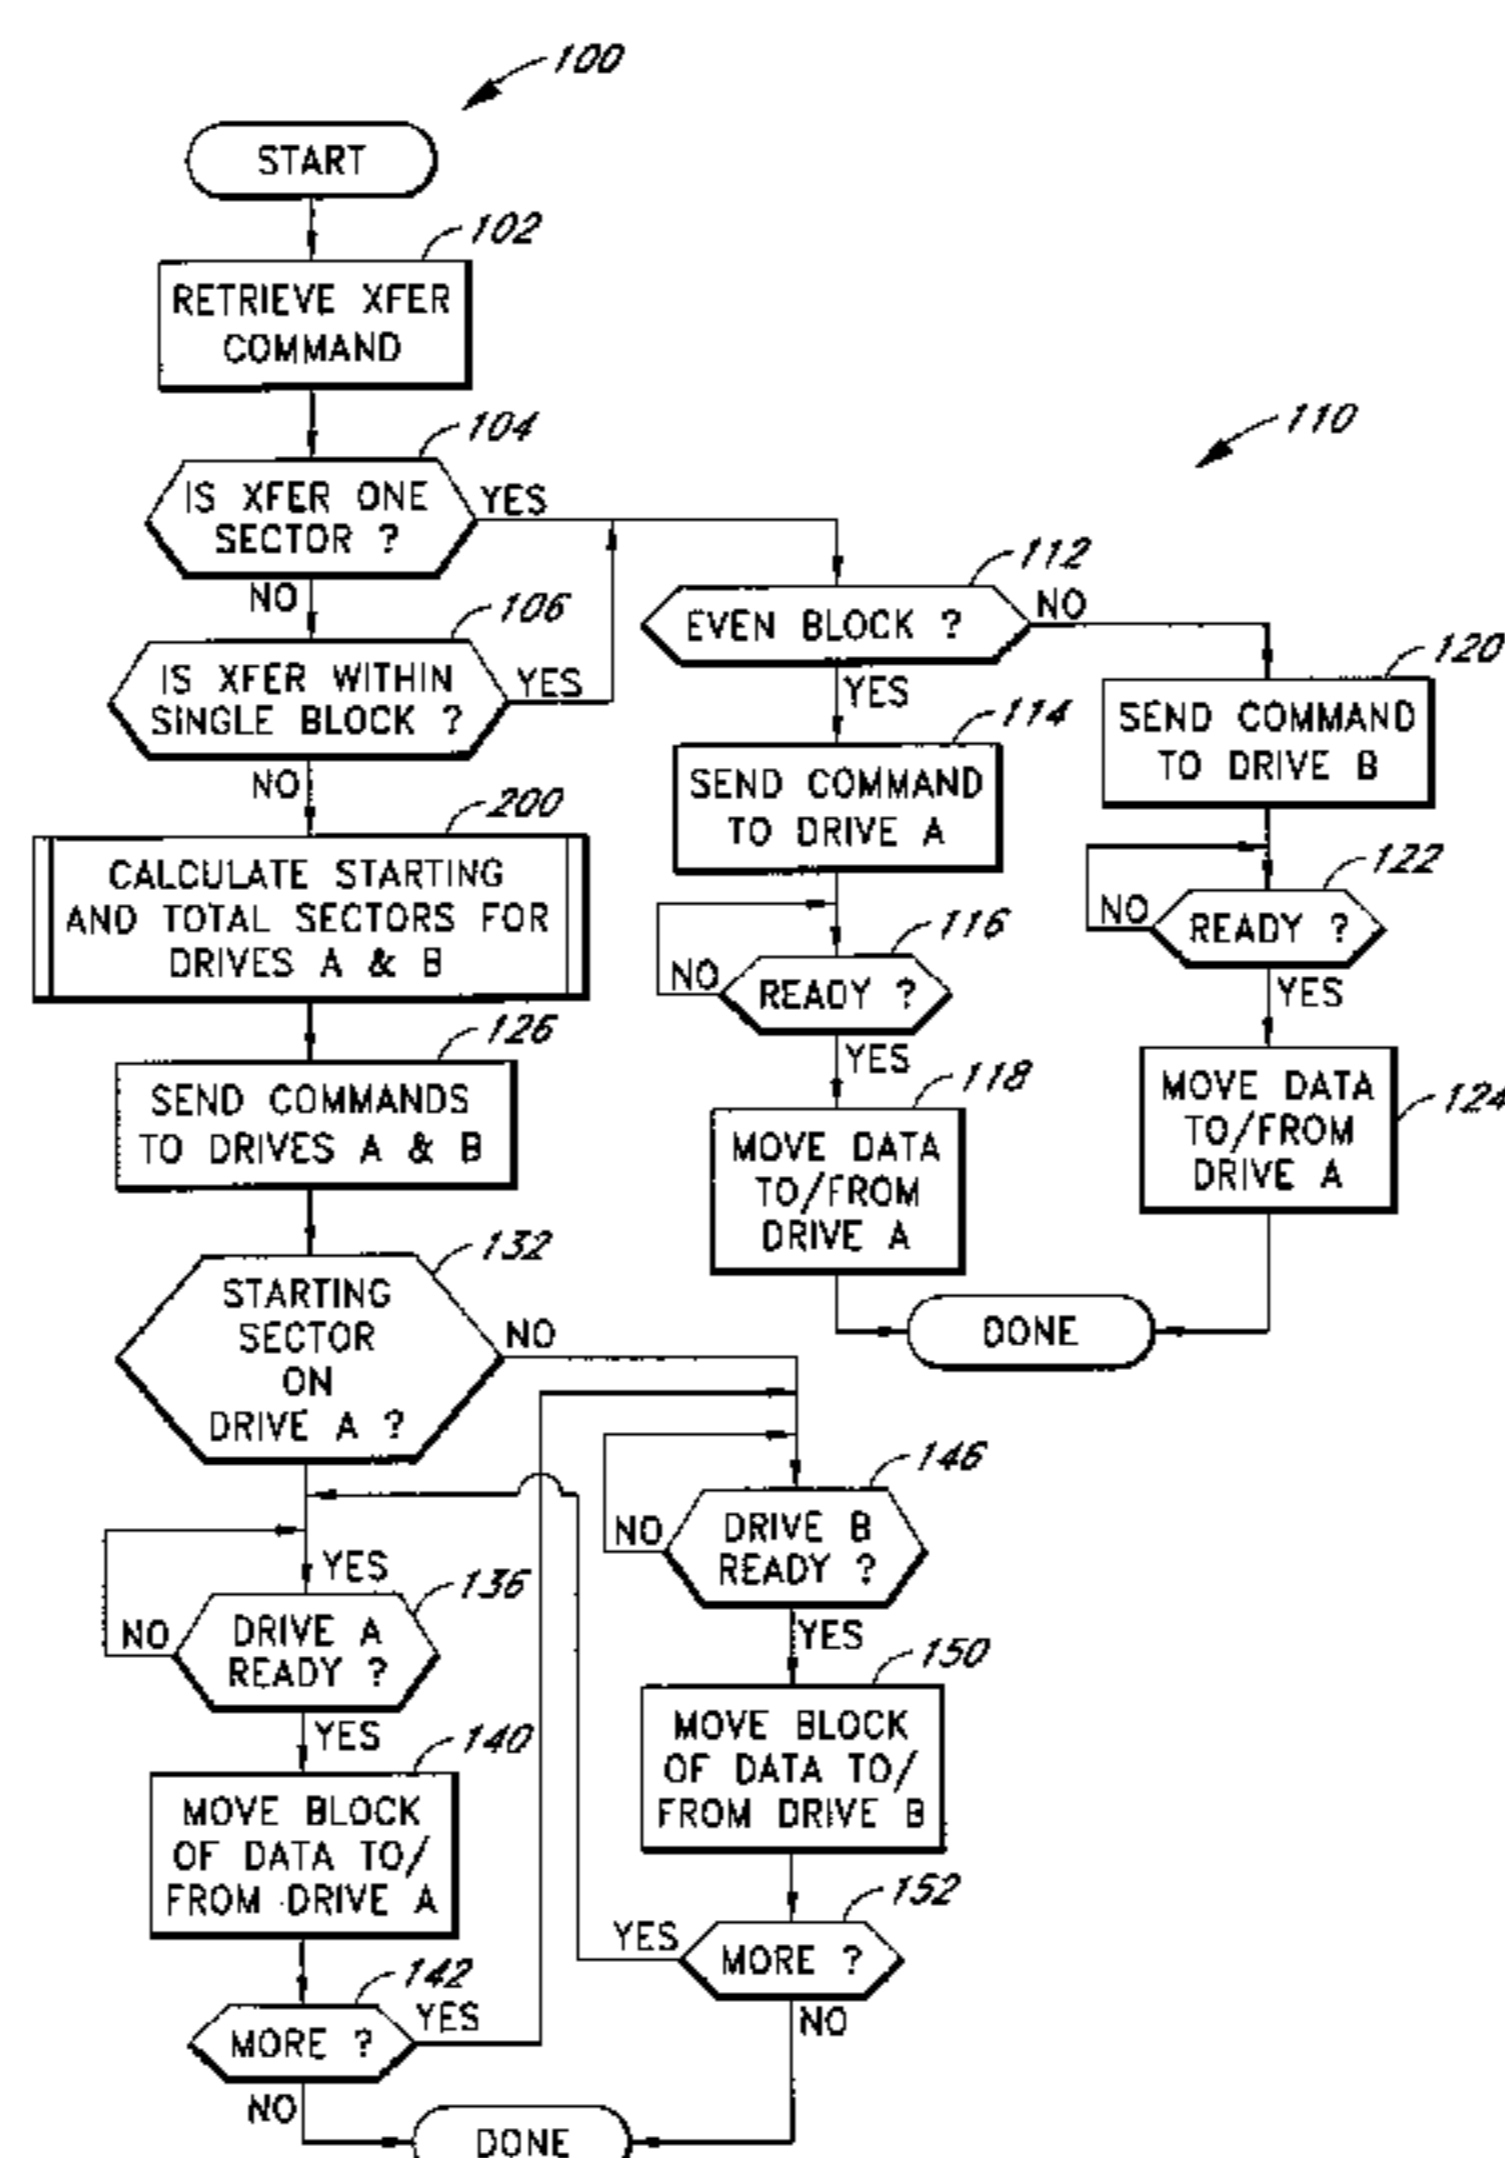 100
START
102
RETRIEVE XFER
COMMAND
104
IS XFER ONE
SECTOR ?
YES
NO
106
IS XFER WITHIN
SINGLE BLOCK ?
YES
NO
200
CALCULATE STARTING
AND TOTAL SECTORS FOR
DRIVES A & B
126
SEND COMMANDS
TO DRIVES A & B
110
112
EVEN BLOCK ?
NO
YES
114
SEND COMMAND
TO DRIVE A
116
READY ?
NO
YES
118
MOVE DATA
TO/FROM
DRIVE A
120
SEND COMMAND
TO DRIVE B
122
READY ?
NO
YES
124
MOVE DATA
TO/FROM
DRIVE A
DONE
132
STARTING
SECTOR
ON
DRIVE A ?
NO
YES
136
DRIVE A
READY ?
NO
YES
140
MOVE BLOCK
OF DATA TO/
FROM DRIVE A
142
MORE ?
YES
NO
146
DRIVE B
READY ?
NO
YES
150
MOVE BLOCK
OF DATA TO/
FROM DRIVE B
152
MORE ?
YES
NO
DONE